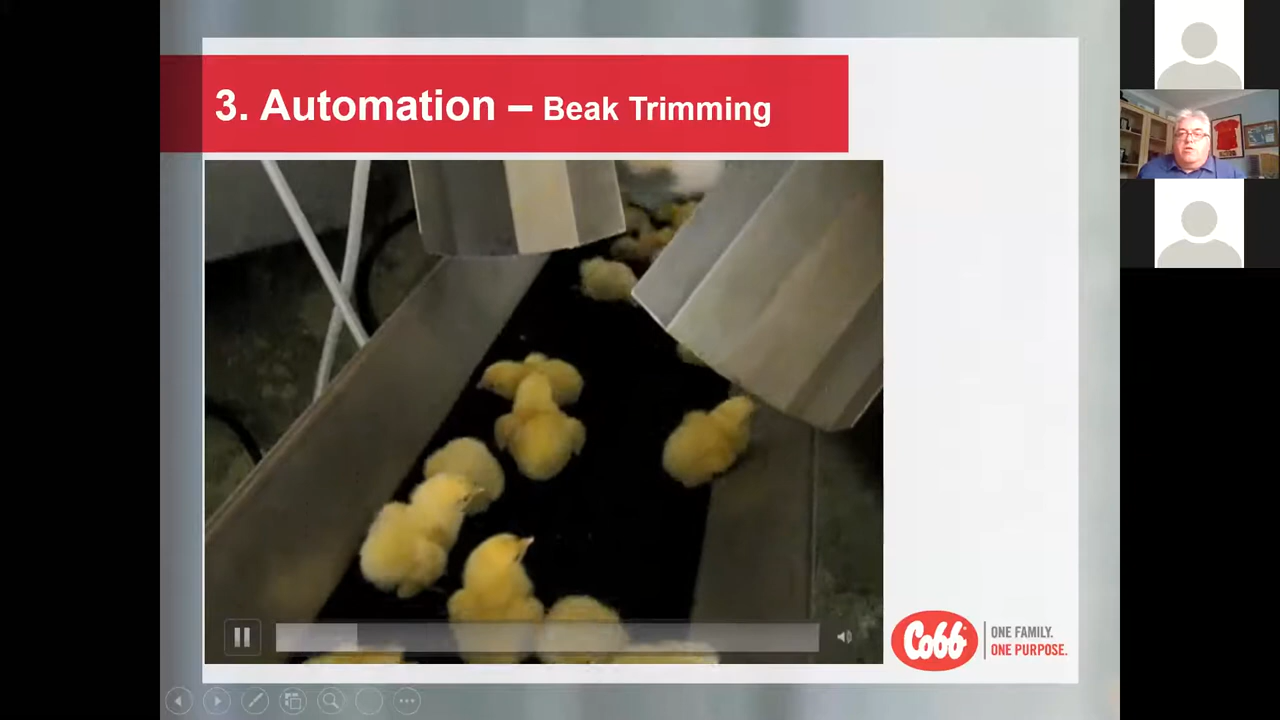 3. Automation – Beak Trimming
Cobb
ONE FAMILY.
ONE PURPOSE.